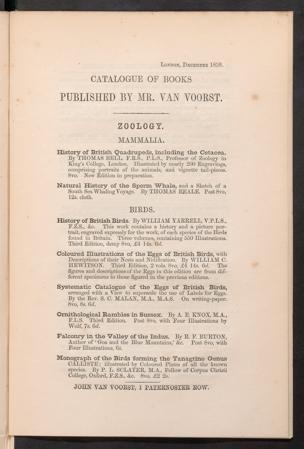 London, December 1858.
CATALOGUE OF BOOKS
PUBLISHED BY MR. VAN VOORST.
ZOOLOGY.
MAMMALIA.
History of British Quadrupeds, including the Cetacea.
By THOMAS BELL, F.R.S., P.L.S., Professor of Zoology in
King's College, London. Illustrated by nearly 200 Engravings,
comprising portraits of the animals, and vignette tail-pieces.
8vo. New Edition in preparation.
Natural History of the Sperm Whale, and a Sketch of a
South Sea Whaling Voyage. By THOMAS BEALE. Post 8vo,
12s. cloth.
BIRDS.
History of British Birds. By WILLIAM YARRELL, V.P.L.S.,
F.Z.S., &c. This work contains a history and a picture por-
trait, engraved expressly for the work, of each species of the Birds
found in Britain. Three volumes, containing 550 Illustrations.
Third Edition, demy 8vo, £4 14s. 6d.
Coloured Illustrations of the Eggs of British Birds, with
Descriptions of their Nests and Nidification. By WILLIAM C.
HEWITSON. Third Edition, 2 vols. 8vo, £4 14s. 6d. The
figures and descriptions of the Eggs in this edition are from dif-
ferent specimens to those figured in the previous editions.
Systematic Catalogue of the Eggs of British Birds,
arranged with a View to supersede the use of Labels for Eggs.
By the Rev. S. C. MALAN, M.A., M.A.S. On writing-paper.
8vo, 8s. 6d.
Ornithological Rambles in Sussex. By A. E. KNOX, M.A.,
F.L.S. Third Edition. Post 8vo, with Four Illustrations by
Wolf, 7s. 6d.
Falconry in the Valley of the Indus. By R. F. BURTON,
Author of 'Goa and the Blue Mountains,' &c. Post 8vo, with
Four Illustrations, 6s.
Monograph of the Birds forming the Tanagrine Genus
CALLISTE; illustrated by Coloured Plates of all the known
species. By P. L. SCLATER, M.A., Fellow of Corpus Christi
College, Oxford, F.Z.S., &c. 8vo, £2 2s.
JOHN VAN VOORST, 1 PATERNOSTER ROW.